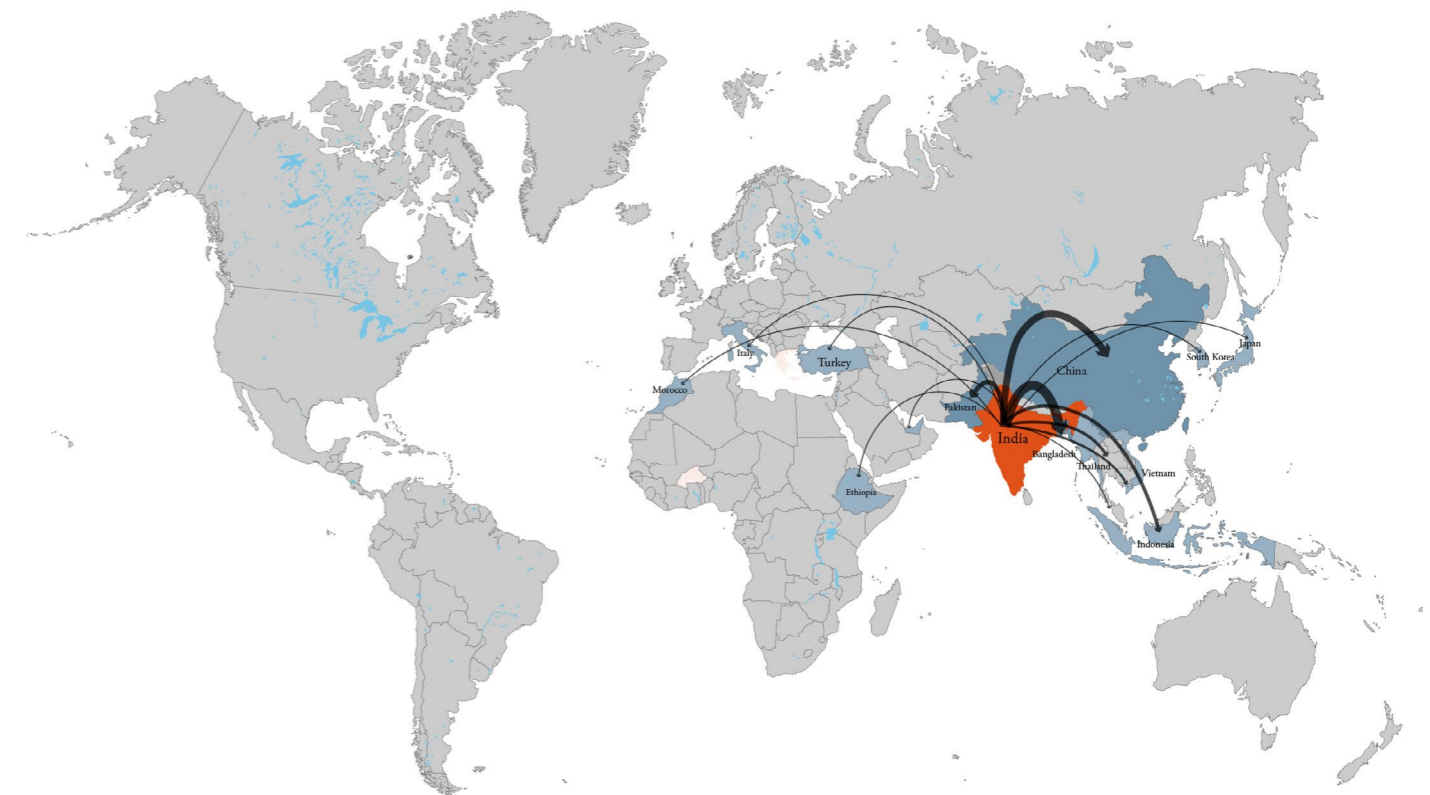 Japan
Italy
South Korea
Turkey
China
Morocco
Pakistan
India
Bangladesh
Thailand
Vietnam
Ethiopia
Indonesia